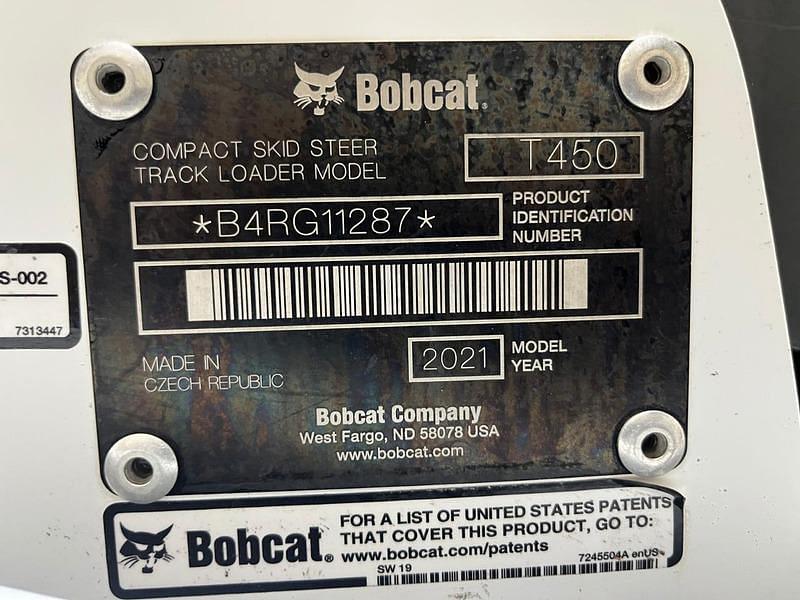 Bobcat®
COMPACT SKID STEER
TRACK LOADER MODEL
T450
*B4RG11287*
PRODUCT
IDENTIFICATION
NUMBER
S-002
7313447
MADE IN
CZECH REPUBLIC
2021
MODEL
YEAR
Bobcat Company
West Fargo, ND 58078 USA
www.bobcat.com
Bobcat®
FOR A LIST OF UNITED STATES PATENTS
THAT COVER THIS PRODUCT, GO TO:
www.bobcat.com/patents
7245504A enUS
SW 19